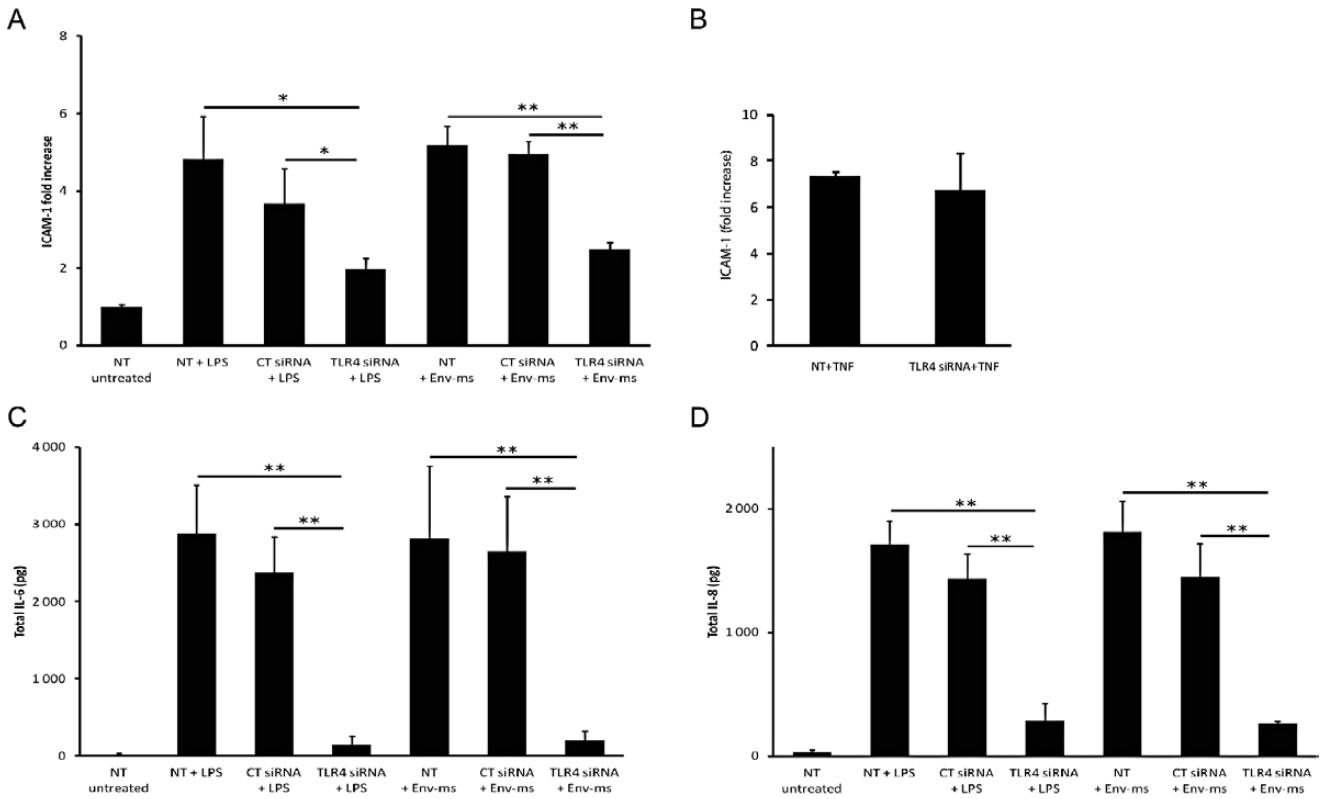 A
8
6
4
2
0
ICAM-1 fold increase
*
*
**
**
NT
untreated
NT + LPS
CT siRNA
+ LPS
TLR4 siRNA
+ LPS
NT
+ Env-ms
CT siRNA
+ Env-ms
TLR4 siRNA
+ Env-ms
B
10
8
6
4
2
0
ICAM-1 (fold increase)
NT+TNF
TLR4 siRNA+TNF
C
4 000
3 000
2 000
1 000
0
Total IL-6 (pg)
**
**
**
**
NT
untreated
NT + LPS
CT siRNA
+ LPS
TLR4 siRNA
+ LPS
NT
+ Env-ms
CT siRNA
+ Env-ms
TLR4 siRNA
+ Env-ms
D
2 000
1 000
0
Total IL-8 (pg)
**
**
**
**
NT
untreated
NT + LPS
CT siRNA
+ LPS
TLR4 siRNA
+ LPS
NT
+ Env-ms
CT siRNA
+ Env-ms
TLR4 siRNA
+ Env-ms